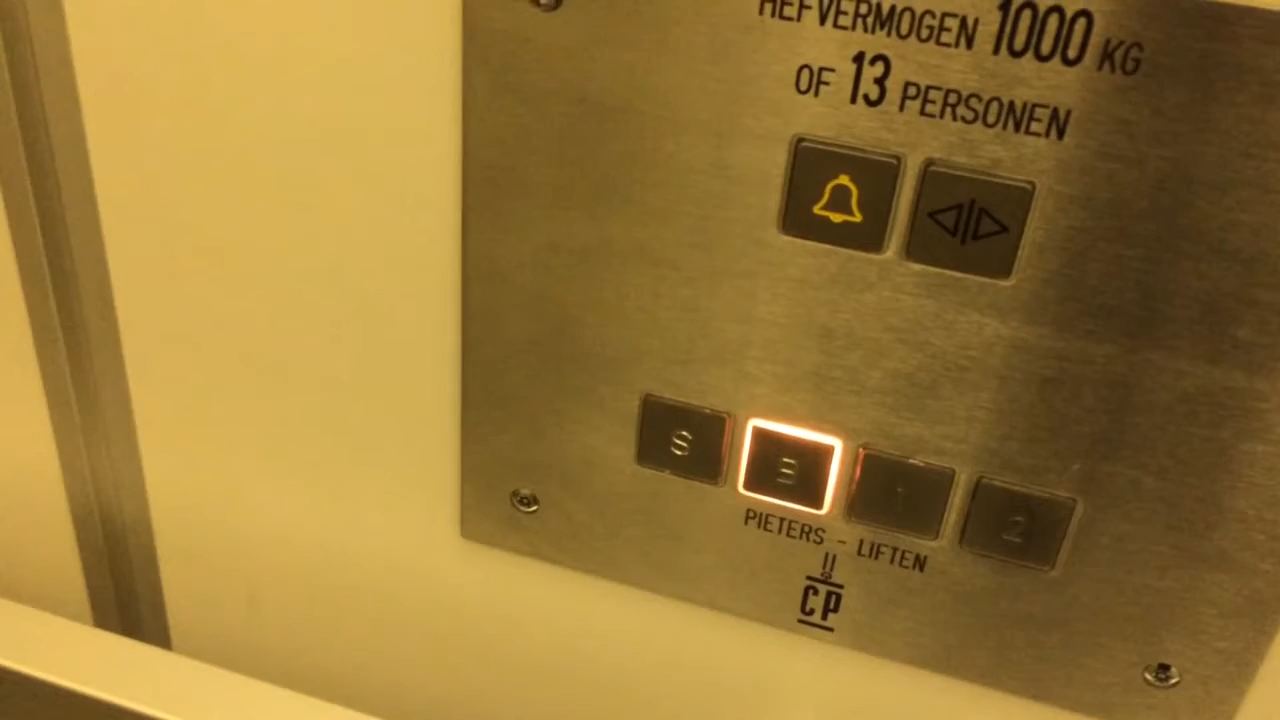 HEFVERMOGEN 1000 KG
OF 13 PERSONEN
S B 1 2
PIETERS - LIFTEN
CP